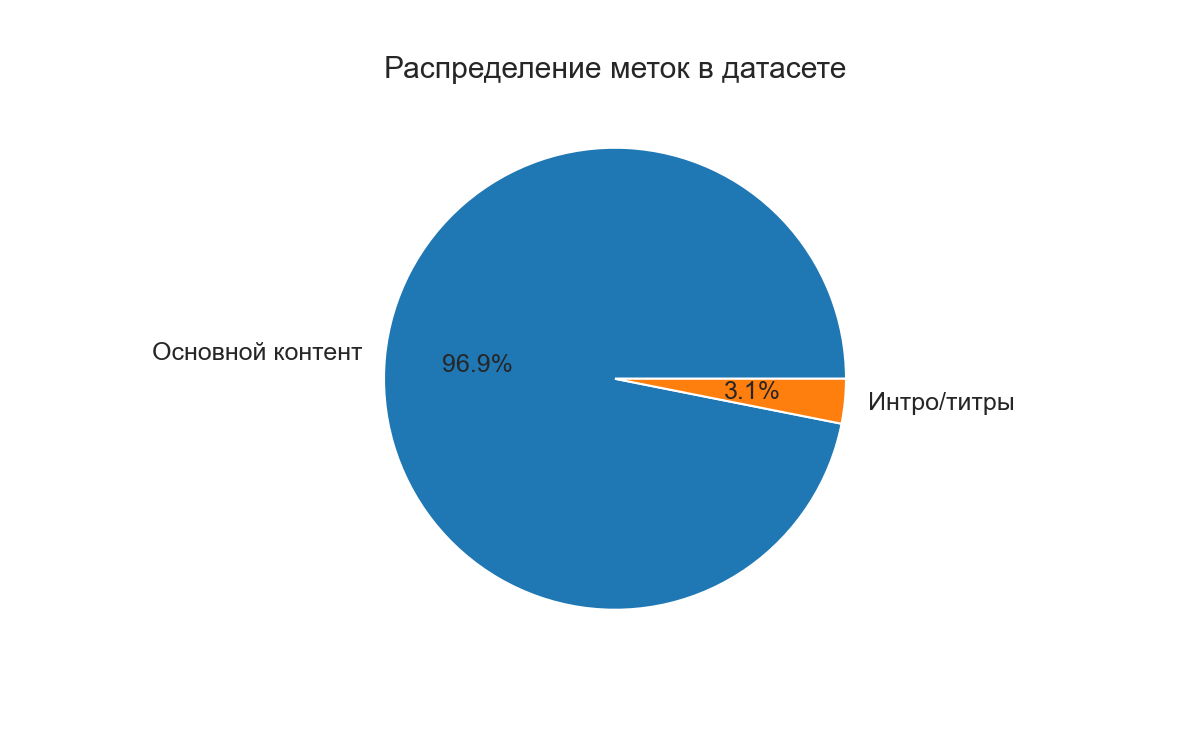 Распределение меток в датасете
Основной контент
96.9%
3.1%
Интро/титры